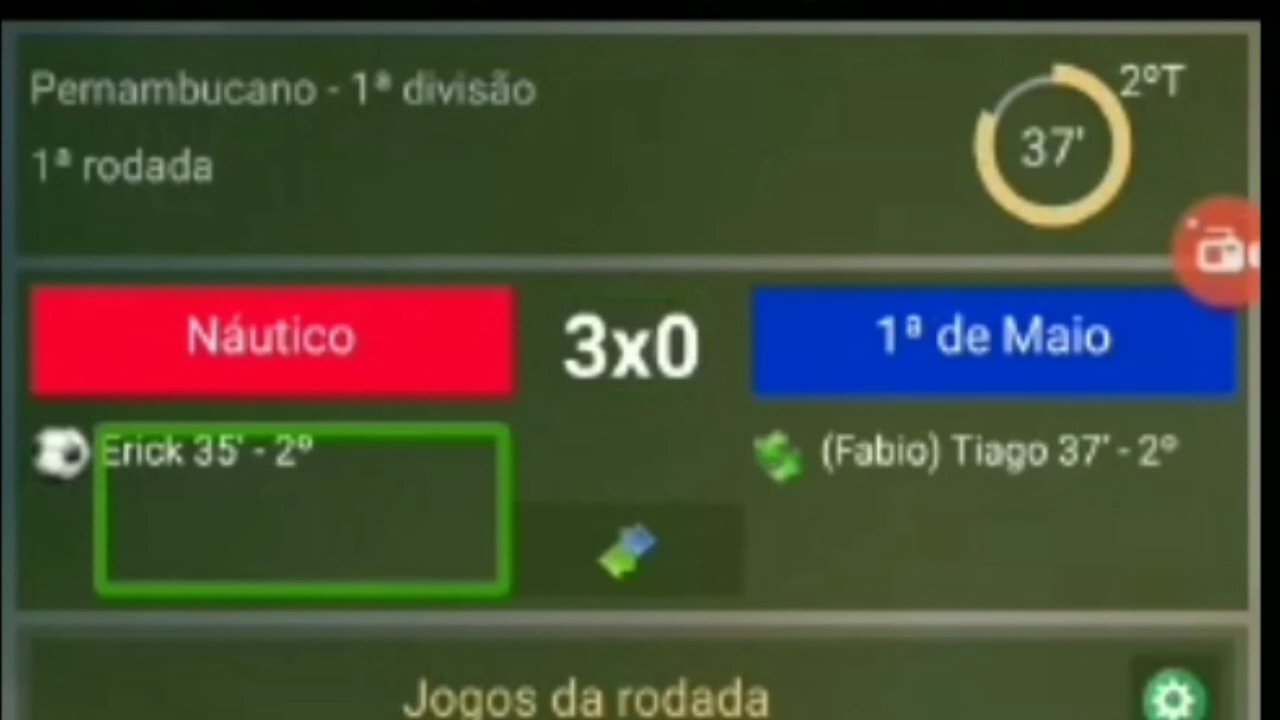 Pernambucano - 1ª divisão
2ºT
37'
1ª rodada
Náutico
3x0
1ª de Maio
Erick 35' - 2º
(Fabio) Tiago 37' - 2º
Jogos da rodada